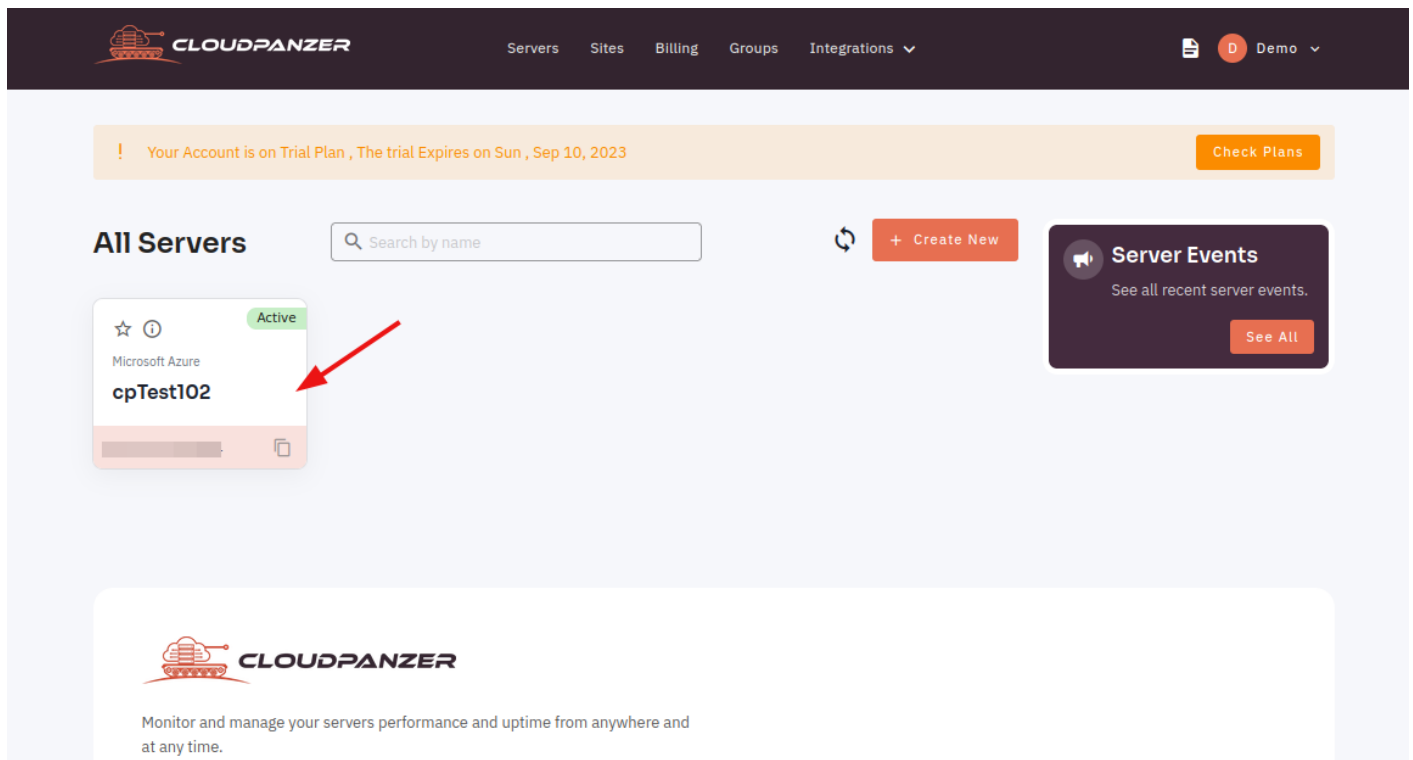 CLOUDPANZER
Servers Sites Billing Groups Integrations
D Demo
! Your Account is on Trial Plan , The trial Expires on Sun , Sep 10, 2023
Check Plans
All Servers
Search by name
+ Create New
Server Events
See all recent server events.
See All
Active
Microsoft Azure
cpTest102
CLOUDPANZER
Monitor and manage your servers performance and uptime from anywhere and
at any time.